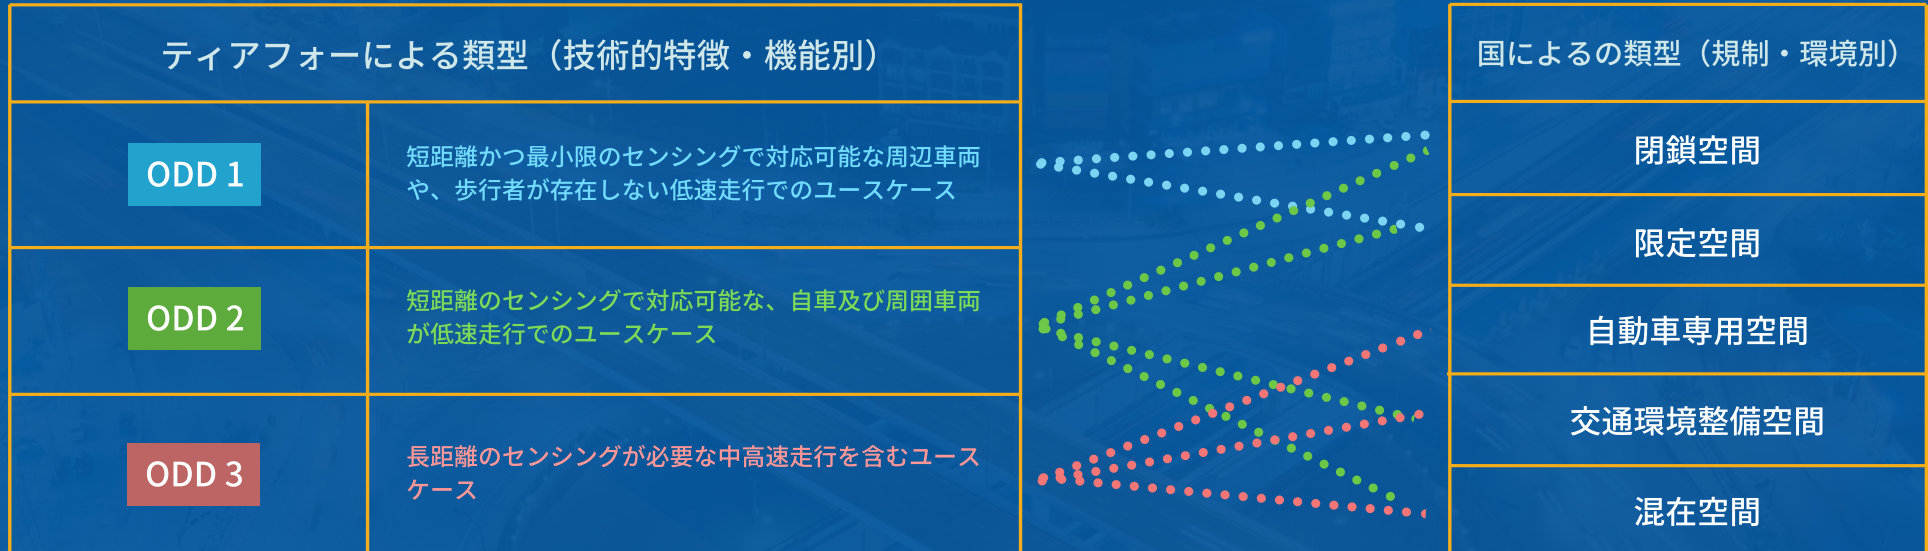 ティアフォーによる類型（技術的特徴・機能別）
国によるの類型（規制・環境別）
ODD 1
短距離かつ最小限のセンシングで対応可能な周辺車両
や、歩行者が存在しない低速走行でのユースケース
ODD 2
短距離のセンシングで対応可能な、自車及び周囲車両
が低速走行でのユースケース
ODD 3
長距離のセンシングが必要な中高速走行を含むユース
ケース
閉鎖空間
限定空間
自動車専用空間
交通環境整備空間
混在空間